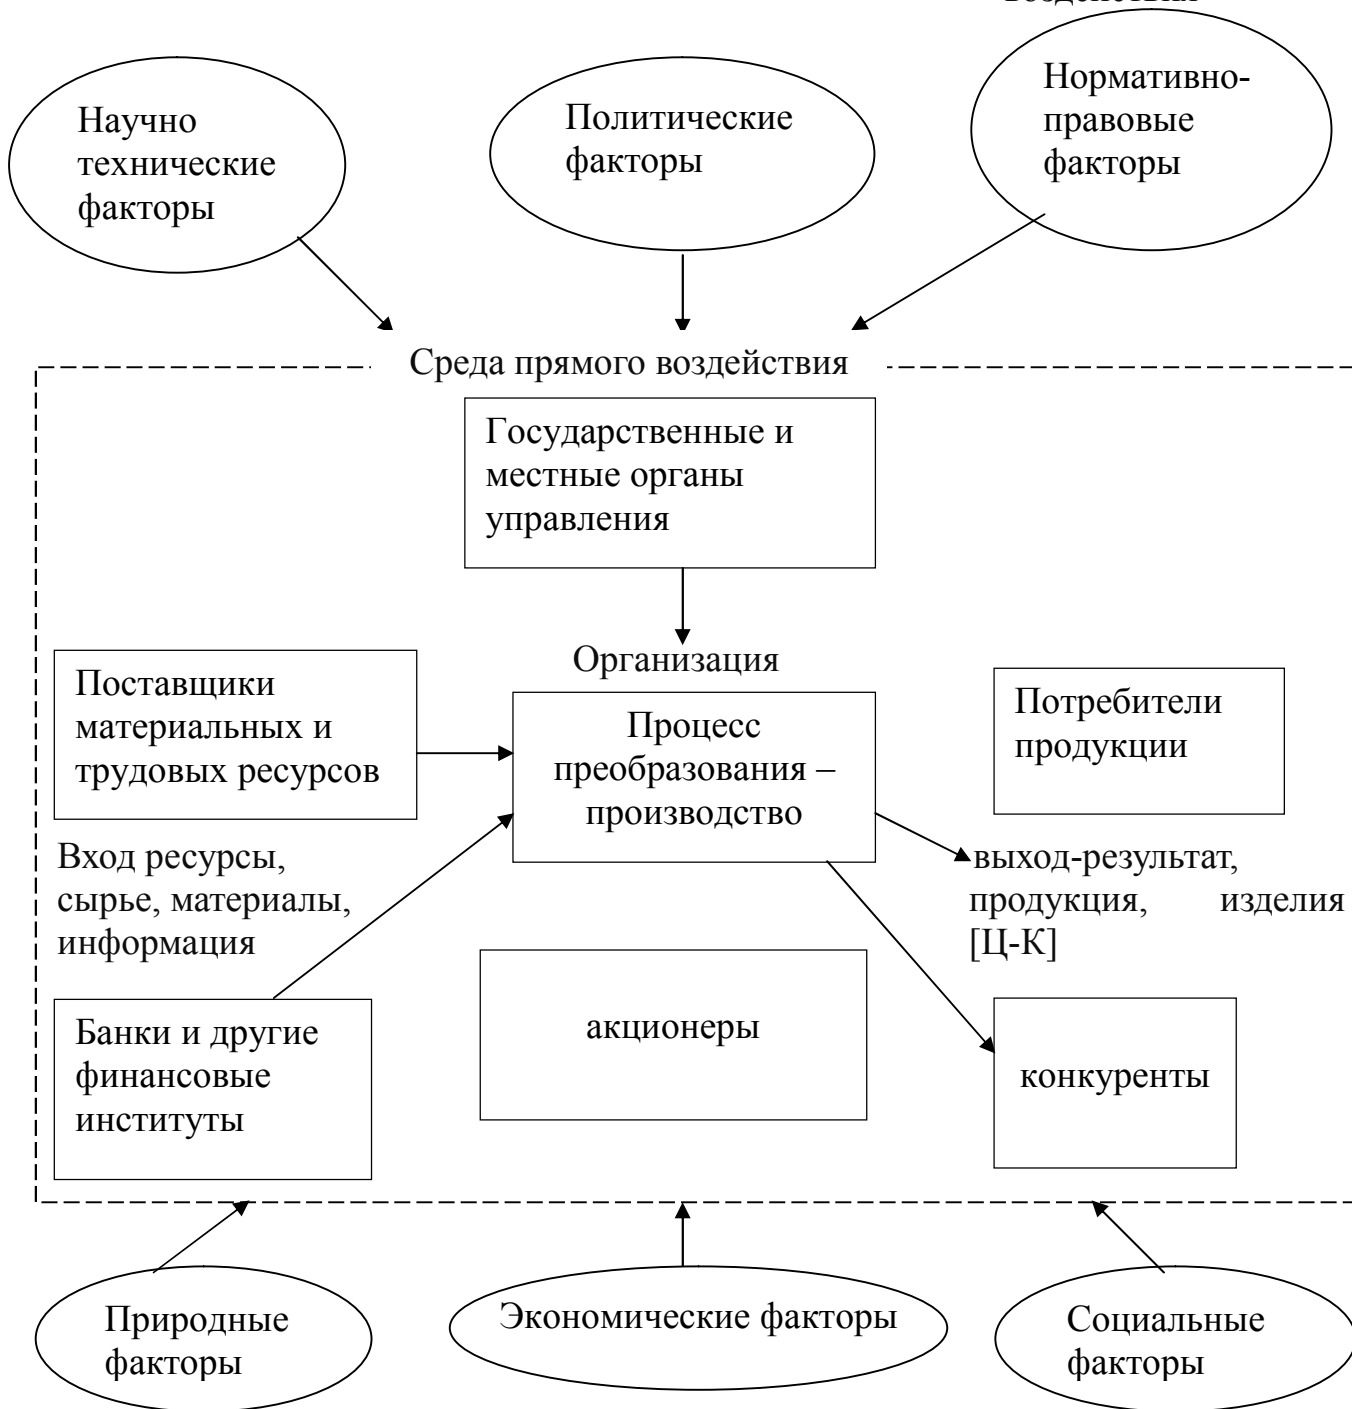 Научно
технические
факторы
Политические
факторы
Нормативно-
правовые
факторы
Среда прямого воздействия
Государственные и
местные органы
управления
Организация
Поставщики
материальных и
трудовых ресурсов
Процесс
преобразования –
производство
Потребители
продукции
Вход ресурсы,
сырье, материалы,
информация
выход-результат,
продукция, изделия
[Ц-К]
Банки и другие
финансовые
институты
акционеры
конкуренты
Природные
факторы
Экономические факторы
Социальные
факторы